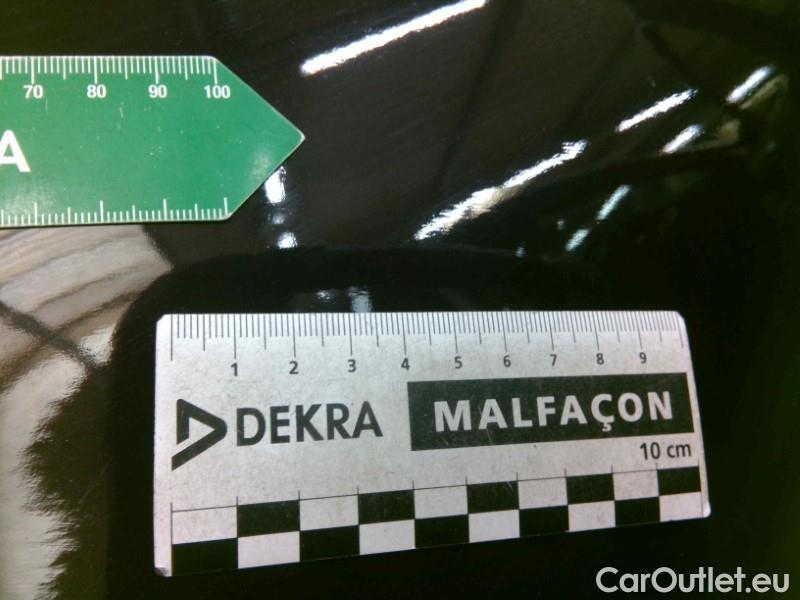 70 80 90 100
A
1 2 3 4 5 6 7 8 9
DEKRA MALFAÇON
10 cm
CarOutlet.eu